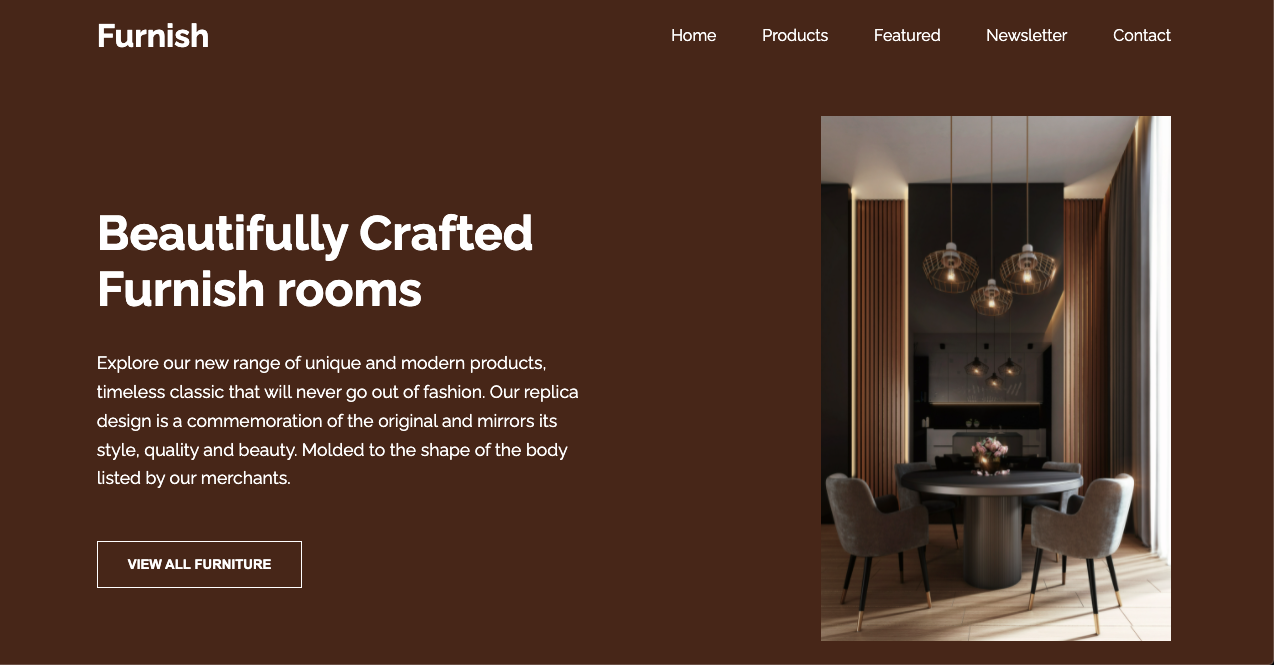 Furnish
Home Products Featured Newsletter Contact
Beautifully Crafted
Furnish rooms
Explore our new range of unique and modern products,
timeless classic that will never go out of fashion. Our replica
design is a commemoration of the original and mirrors its
style, quality and beauty. Molded to the shape of the body
listed by our merchants.
VIEW ALL FURNITURE